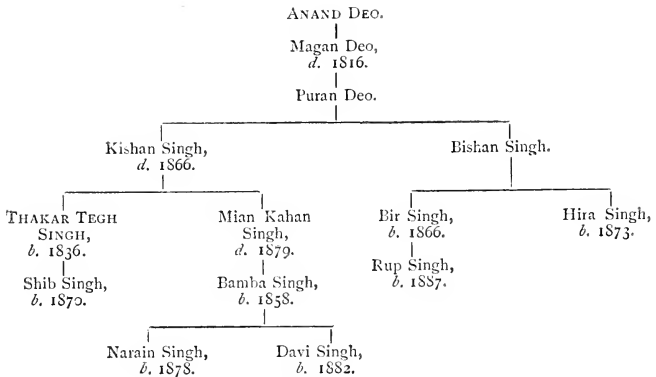 ANAND DEO.
Magan Deo,
d. 1816.
Puran Deo.
Kishan Singh,
d. 1866.
Bishan Singh.
THAKAR TEGH
SINGH,
b. 1836.
Mian Kahan
Singh,
d. 1879.
Bir Singh,
b. 1866.
Hira Singh,
b. 1873.
Shib Singh,
b. 1870.
Bamba Singh,
b. 1858.
Rup Singh,
b. 1887.
Narain Singh,
b. 1878.
Davi Singh,
b. 1882.